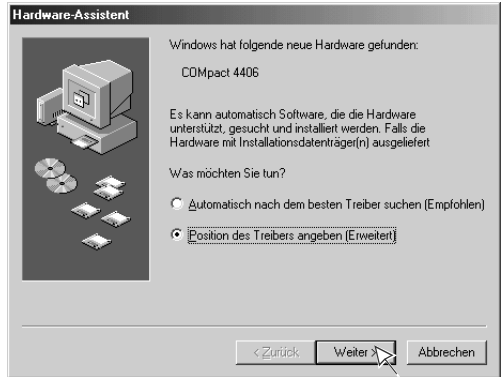 Hardware-Assistent
Windows hat folgende neue Hardware gefunden:
COMpact 4406
Es kann automatisch Software, die die Hardware
unterstützt, gesucht und installiert werden. Falls die
Hardware mit Installationsdatenträger(n) ausgeliefert
Was möchten Sie tun?
Automatisch nach dem besten Treiber suchen (Empfohlen)
Position des Treibers angeben (Erweitert)
< Zurück Weiter > Abbrechen